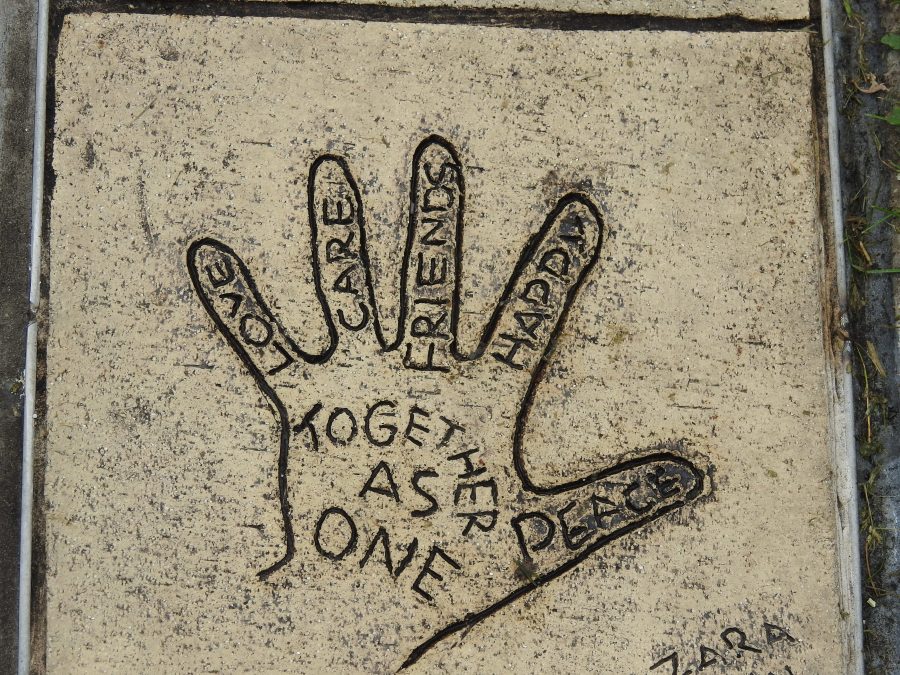 LOVE
CARE
FRIENDS
HAPPY
PEACE
TOGETHER
AS
ONE
ZARA